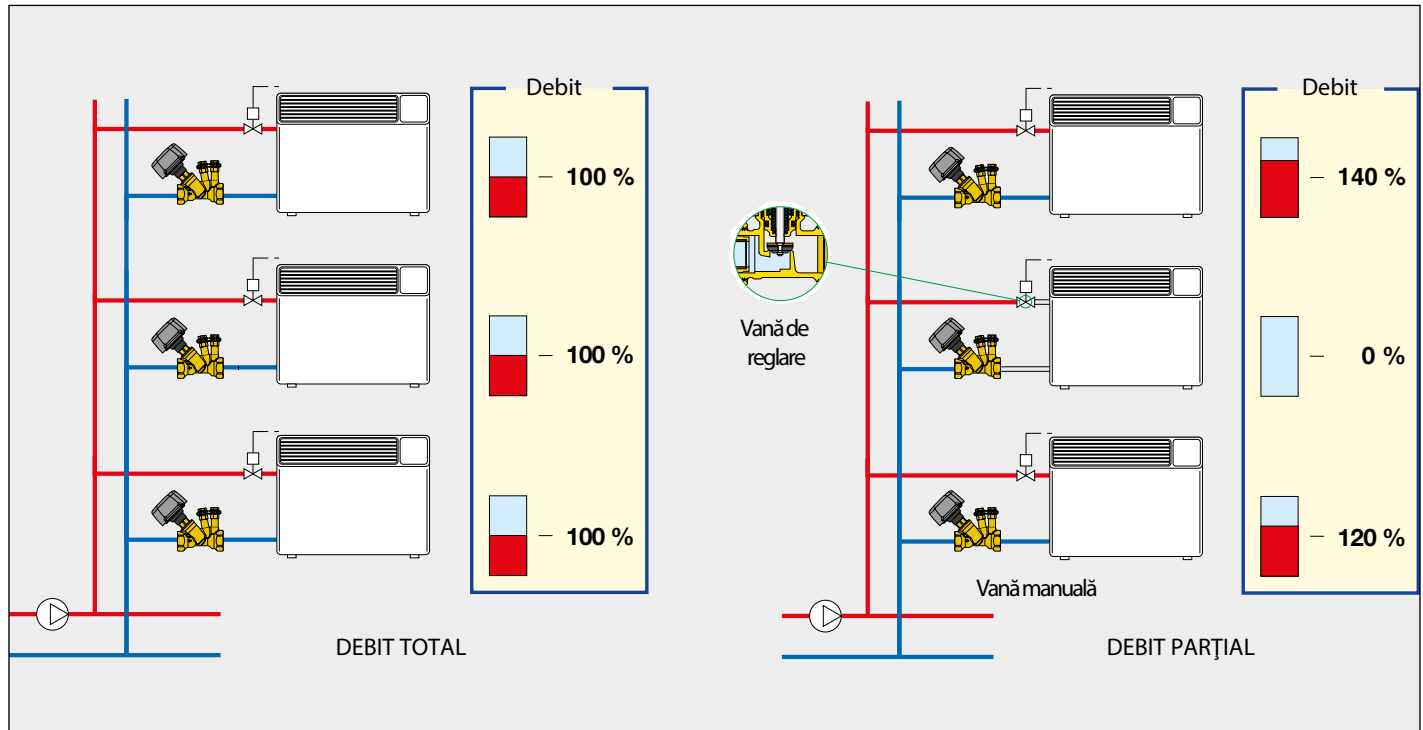 Debit
100 %
100 %
100 %
DEBIT TOTAL
Debit
140 %
Vană de
reglare
0 %
120 %
Vană manuală
DEBIT PARŢIAL